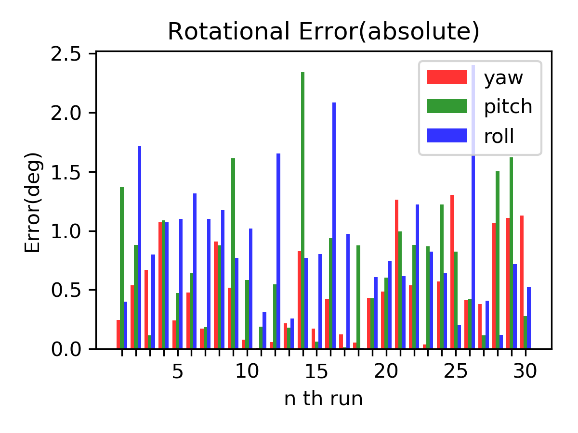 Rotational Error(absolute)
yaw
pitch
roll
Error(deg)
2.5
2.0
1.5
1.0
0.5
0.0
5 10 15 20 25 30
n th run